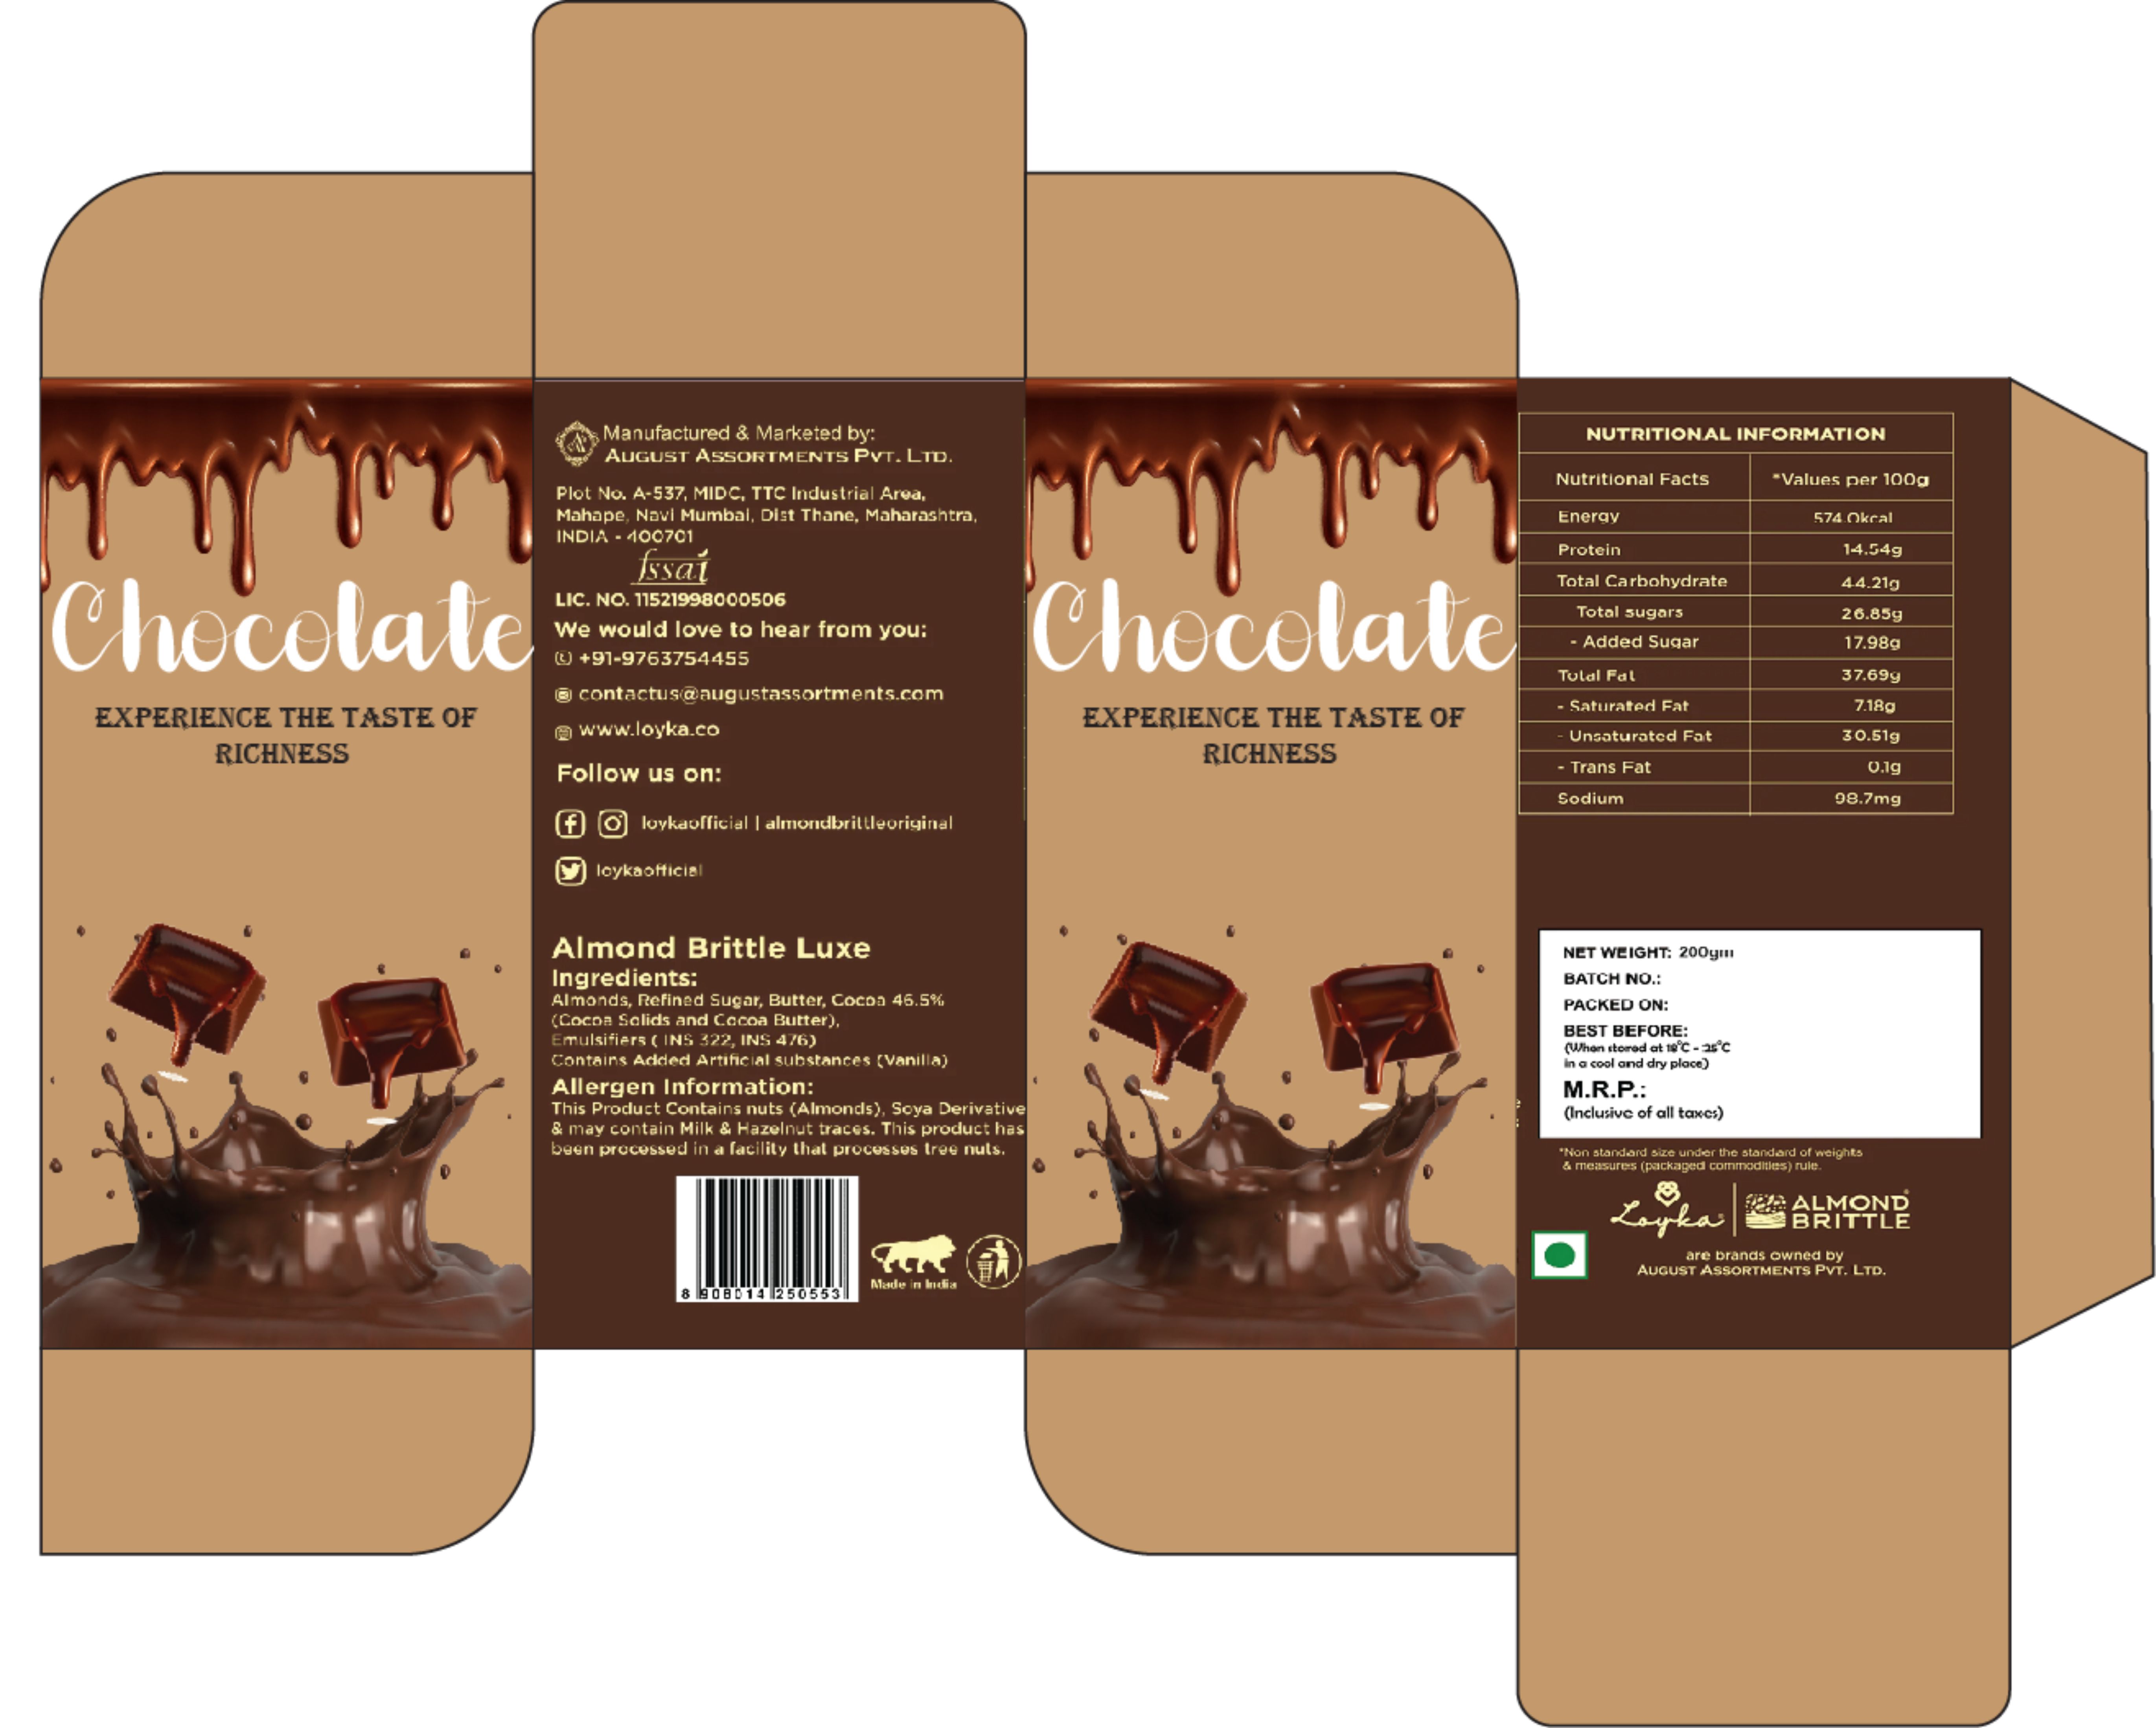 Chocolate
EXPERIENCE THE TASTE OF
RICHNESS
Manufactured & Marketed by:
AUGUST ASSORTMENTS PVT. LTD.
Plot No. A-537, MIDC, TTC Industrial Area,
Mahape, Navi Mumbai, Dist Thane, Maharashtra,
INDIA - 400701
fssai
LIC. NO. 11521998000506
We would love to hear from you:
+91-9763754455
contactus@augustassortments.com
www.loyka.co
Follow us on:
loykaofficial | almondbrittleoriginal
loykaofficial
Almond Brittle Luxe
Ingredients:
Almonds, Refined Sugar, Butter, Cocoa 46.5%
(Cocoa Solids and Cocoa Butter),
Emulsifiers ( INS 322, INS 476)
Contains Added Artificial substances (Vanilla)
Allergen Information:
This Product Contains nuts (Almonds), Soya Derivative
& may contain Milk & Hazelnut traces. This product has
been processed in a facility that processes tree nuts.
8 908014 250553
Made in India
Chocolate
EXPERIENCE THE TASTE OF
RICHNESS
NUTRITIONAL INFORMATION
Nutritional Facts *Values per 100g
Energy 574.0kcal
Protein 14.54g
Total Carbohydrate 44.21g
Total sugars 26.85g
- Added Sugar 17.98g
Total Fat 37.69g
- Saturated Fat 7.18g
- Unsaturated Fat 30.51g
- Trans Fat 0.1g
Sodium 98.7mg
NET WEIGHT: 200gm
BATCH NO.:
PACKED ON:
BEST BEFORE:
(When stored at 18°C - 25°C
in a cool and dry place)
M.R.P.:
(Inclusive of all taxes)
*Non standard size under the standard of weights
& measures (packaged commodities) rule.
Loyka
ALMOND
BRITTLE
are brands owned by
AUGUST ASSORTMENTS PVT. LTD.